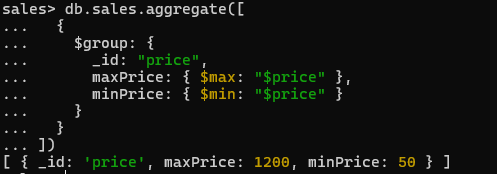 sales> db.sales.aggregate([
...   {
...     $group: {
...       _id: "price",
...       maxPrice: { $max: "$price" },
...       minPrice: { $min: "$price" }
...     }
...   }
... ])
[ { _id: 'price', maxPrice: 1200, minPrice: 50 } ]